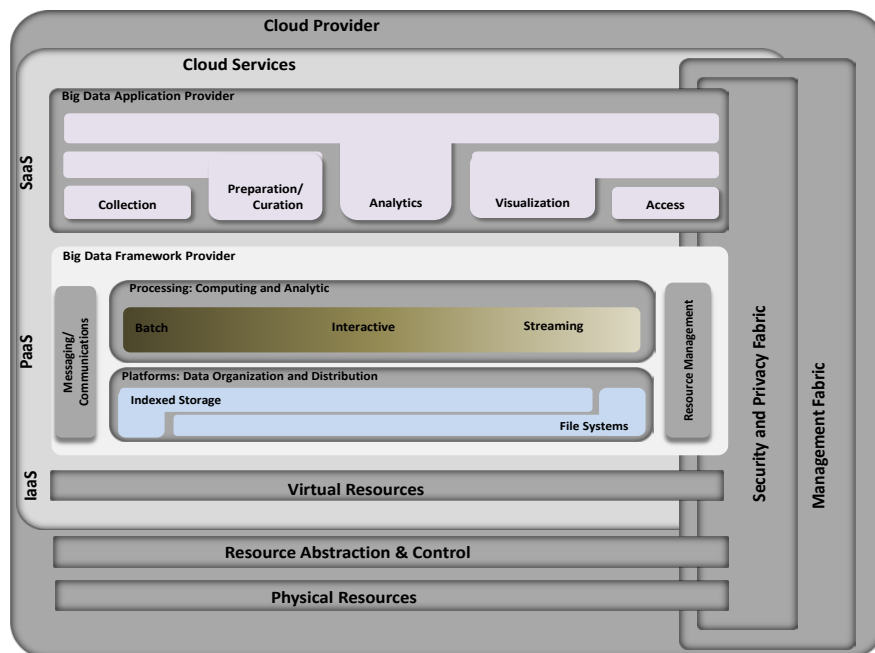 Cloud Provider
Cloud Services
SaaS
Big Data Application Provider
Collection
Preparation/
Curation
Analytics
Visualization
Access
PaaS
Big Data Framework Provider
Messaging/
Communications
Processing: Computing and Analytic
Batch
Interactive
Streaming
Platforms: Data Organization and Distribution
Indexed Storage
File Systems
Resource Management
IaaS
Virtual Resources
Resource Abstraction & Control
Physical Resources
Security and Privacy Fabric
Management Fabric